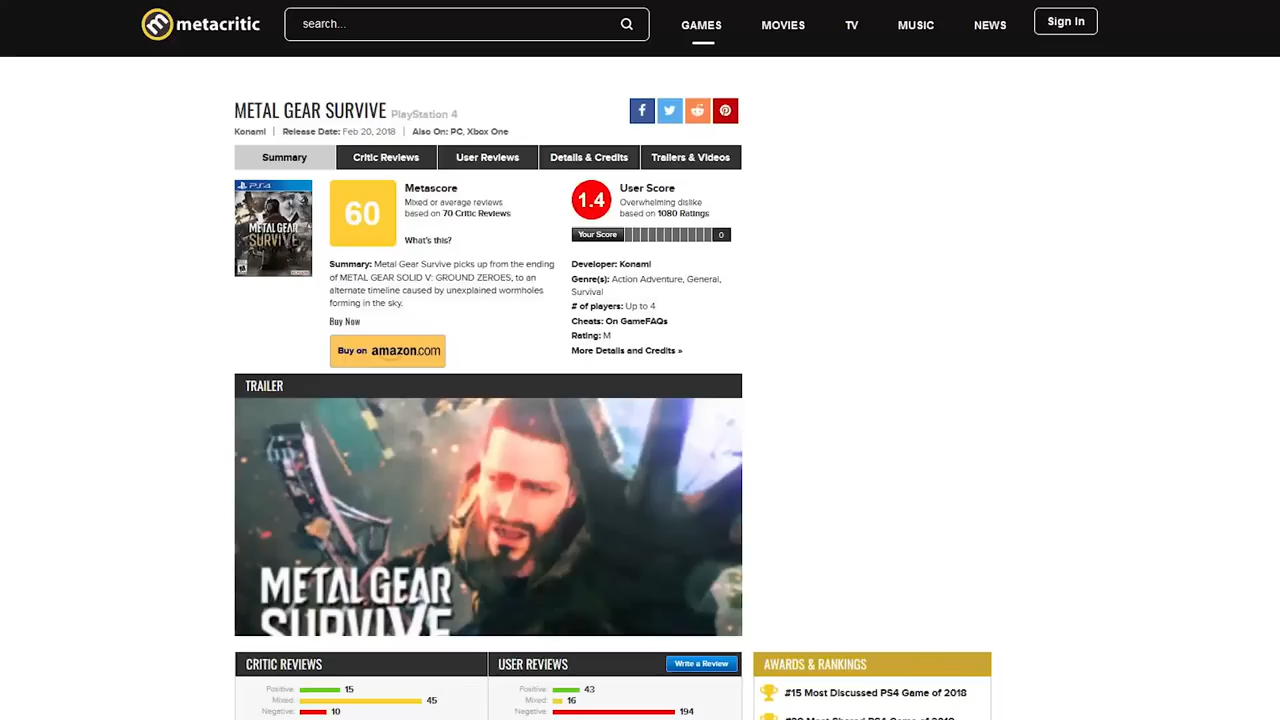 metacritic
search...
GAMES
MOVIES
TV
MUSIC
NEWS
Sign In
METAL GEAR SURVIVE PlayStation 4
Konami | Release Date: Feb 20, 2018 | Also On: PC, Xbox One
Summary
Critic Reviews
User Reviews
Details & Credits
Trailers & Videos
PS4
METAL GEAR
SURVIVE
60
Metascore
Mixed or average reviews
based on 70 Critic Reviews
What's this?
1.4
User Score
Overwhelming dislike
based on 1080 Ratings
Your Score
0
Summary: Metal Gear Survive picks up from the ending
of METAL GEAR SOLID V: GROUND ZEROES, to an
alternate timeline caused by unexplained wormholes
forming in the sky.
Buy Now
Buy on amazon.com
Developer: Konami
Genre(s): Action Adventure, General,
Survival
# of players: Up to 4
Cheats: On GameFAQs
Rating: M
More Details and Credits »
TRAILER
METAL GEAR
SURVIVE
CRITIC REVIEWS
Positive: 15
Mixed: 45
Negative: 10
USER REVIEWS
Write a Review
Positive: 43
Mixed: 16
Negative: 194
AWARDS & RANKINGS
#15 Most Discussed PS4 Game of 2018
Most Shared PS4 Game of 2018